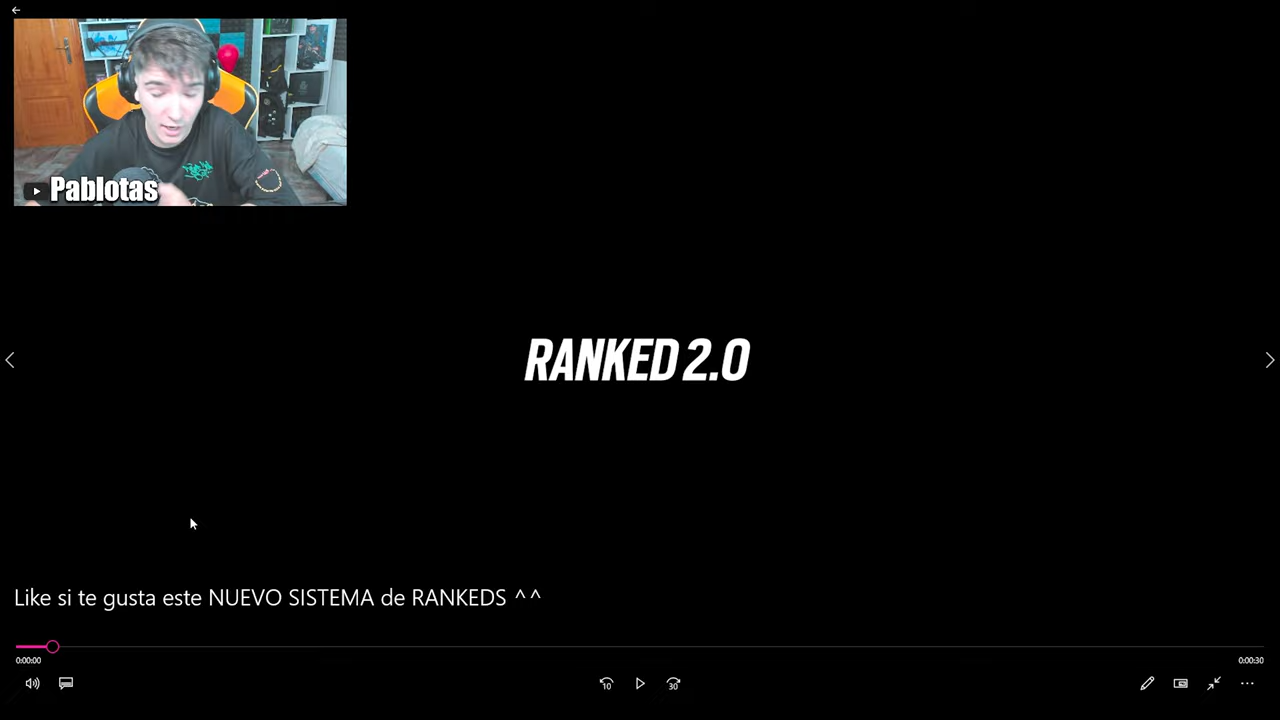 Pablotas
RANKED 2.0
Like si te gusta este NUEVO SISTEMA de RANKEDS ^^
0:00:00
0:00:30
10
30